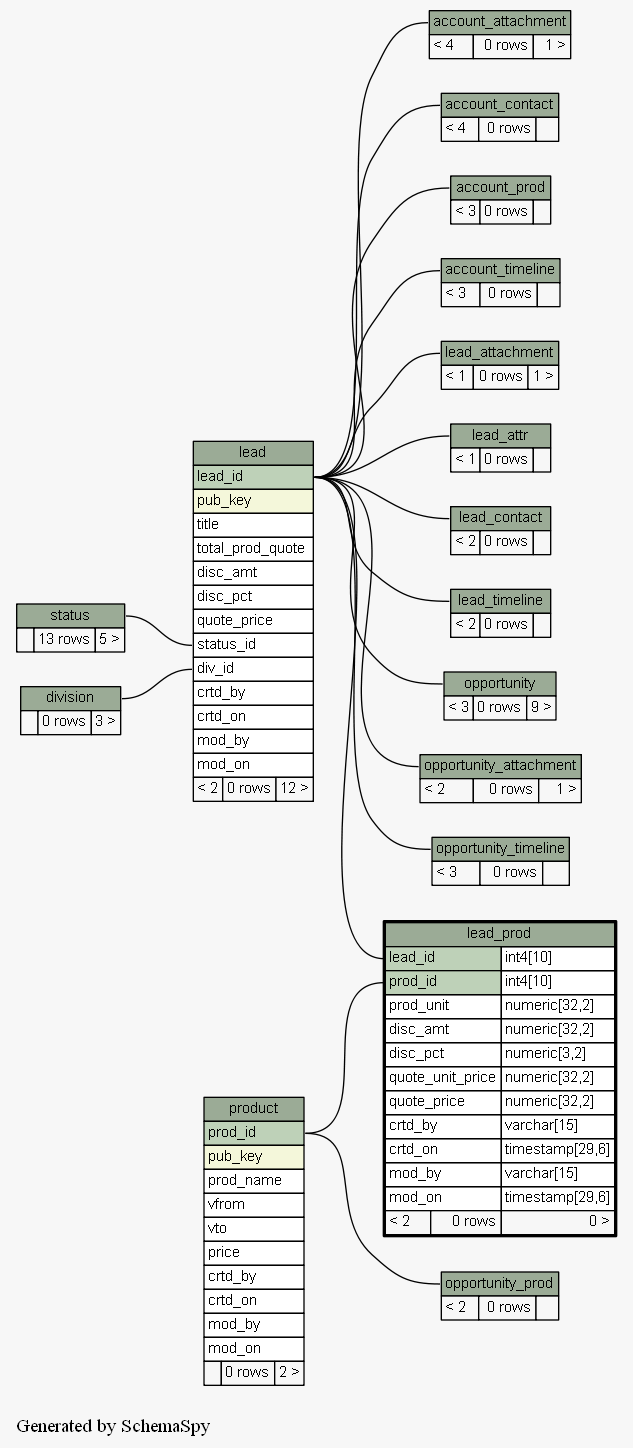 account_attachment
< 4 0 rows 1 >
account_contact
< 4 0 rows
account_prod
< 3 0 rows
account_timeline
< 3 0 rows
lead_attachment
< 1 0 rows 1 >
lead_attr
< 1 0 rows
lead_contact
< 2 0 rows
lead_timeline
< 2 0 rows
opportunity
< 3 0 rows 9 >
opportunity_attachment
< 2 0 rows 1 >
opportunity_timeline
< 3 0 rows
lead
lead_id
pub_key
title
total_prod_quote
disc_amt
disc_pct
quote_price
status_id
div_id
crtd_by
crtd_on
mod_by
mod_on
< 2 0 rows 12 >
status
13 rows 5 >
division
0 rows 3 >
lead_prod
lead_id int4[10]
prod_id int4[10]
prod_unit numeric[32,2]
disc_amt numeric[32,2]
disc_pct numeric[3,2]
quote_unit_price numeric[32,2]
quote_price numeric[32,2]
crtd_by varchar[15]
crtd_on timestamp[29,6]
mod_by varchar[15]
mod_on timestamp[29,6]
< 2 0 rows 0 >
product
prod_id
pub_key
prod_name
vfrom
vto
price
crtd_by
crtd_on
mod_by
mod_on
0 rows 2 >
opportunity_prod
< 2 0 rows
Generated by SchemaSpy